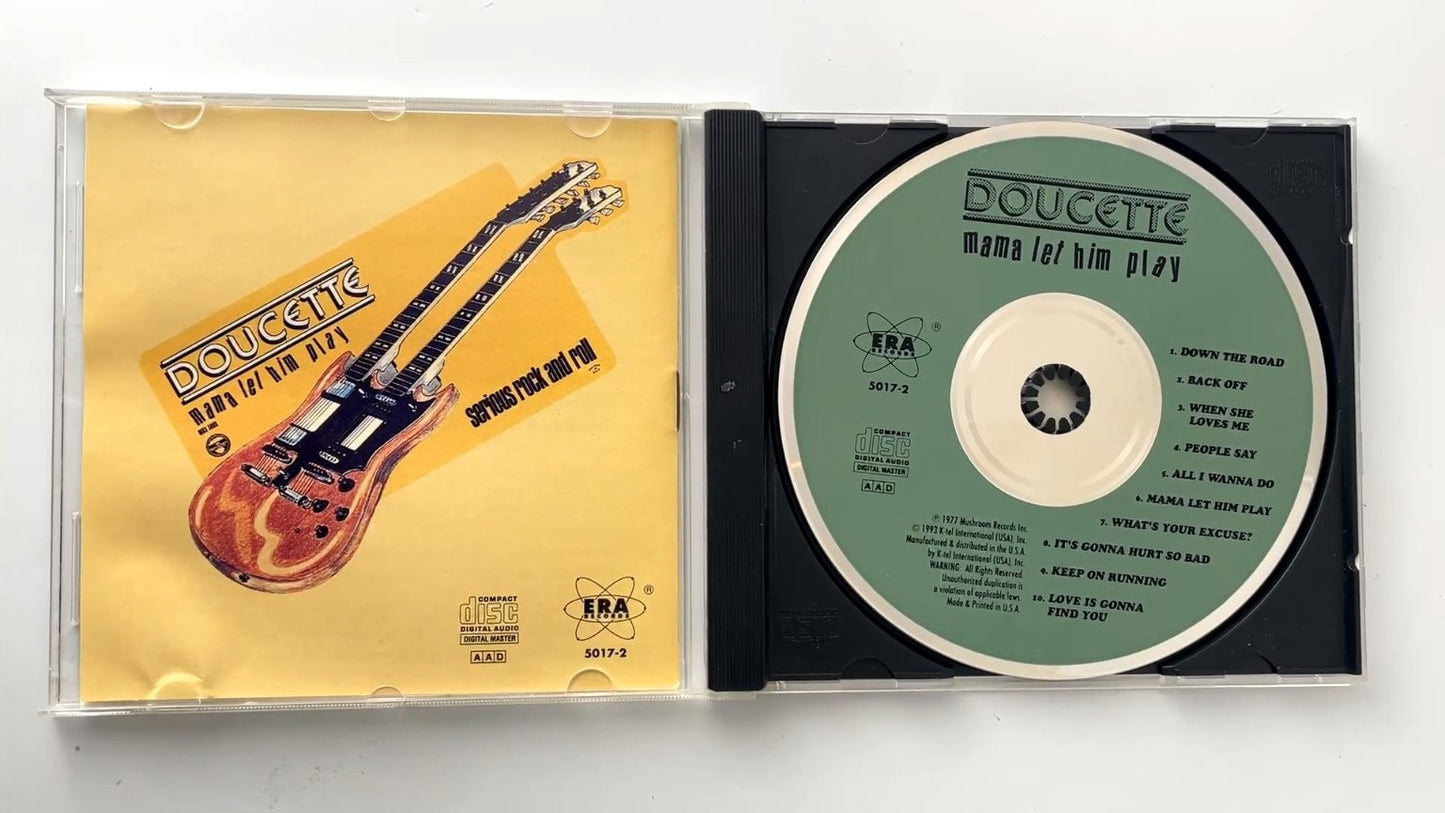 DOUCETTE
mama let him play
serious rock and roll
COMPACT
disc
DIGITAL AUDIO
DIGITAL MASTER
AAD
ERA
RECORDS
®
5017-2
DOUCETTE
mama let him play
ERA
RECORDS
®
5017-2
COMPACT
disc
DIGITAL AUDIO
DIGITAL MASTER
AAD
1. DOWN THE ROAD
2. BACK OFF
3. WHEN SHE
LOVES ME
4. PEOPLE SAY
5. ALL I WANNA DO
6. MAMA LET HIM PLAY
7. WHAT'S YOUR EXCUSE?
8. IT'S GONNA HURT SO BAD
9. KEEP ON RUNNING
10. LOVE IS GONNA
FIND YOU
℗ 1977 Mushroom Records Inc.
© 1993 K-tel International (USA), Inc.
Manufactured & distributed in the U.S.A.
by K-tel International (USA), Inc.
WARNING: All Rights Reserved.
Unauthorized duplication is
a violation of applicable laws.
Made & Printed in U.S.A.